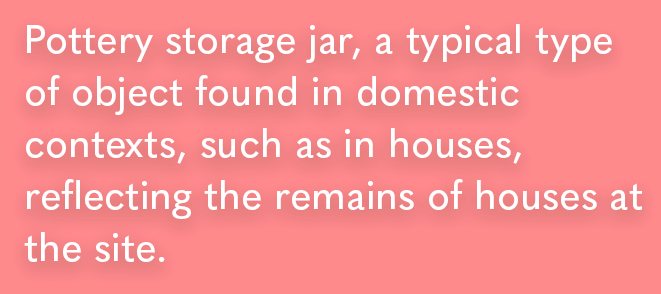 Pottery storage jar, a typical type
of object found in domestic
contexts, such as in houses,
reflecting the remains of houses at
the site.